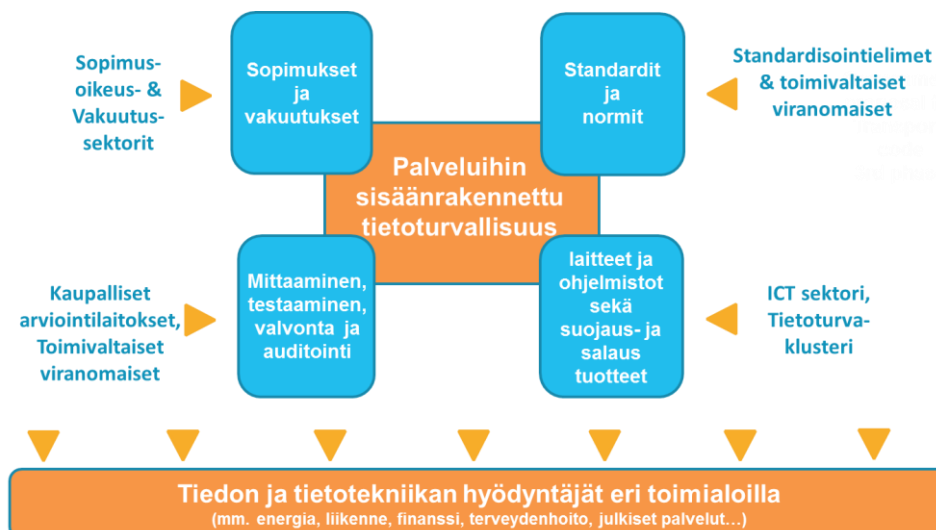 Sopimus-
oikeus- &
Vakuutus-
sektorit
Sopimukset
ja
vakuutukset
Standardit
ja
normit
Standardisointielimet
& toimivaltaiset
viranomaiset
Palveluihin
sisäänrakennettu
tietoturvallisuus
Kaupalliset
arviointilaitokset,
Toimivaltaiset
viranomaiset
Mittaaminen,
testaaminen,
valvonta ja
auditointi
laitteet ja
ohjelmistot
sekä
suojaus- ja
salaus
tuotteet
ICT sektori,
Tietoturva-
klusteri
Tiedon ja tietotekniikan hyödyntäjät eri toimialoilla
(mm. energia, liikenne, finanssi, terveydenhoito, julkiset palvelut...)